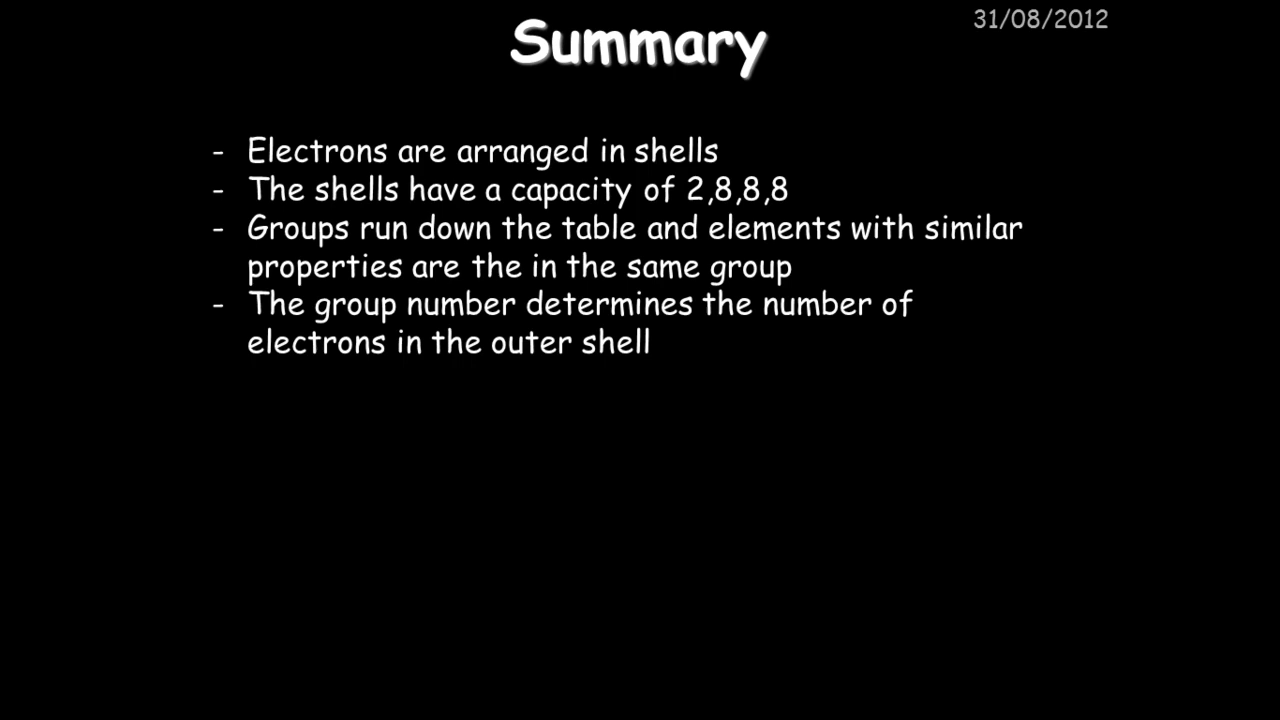 31/08/2012
Summary
- Electrons are arranged in shells
- The shells have a capacity of 2,8,8,8
- Groups run down the table and elements with similar
properties are the in the same group
- The group number determines the number of
electrons in the outer shell